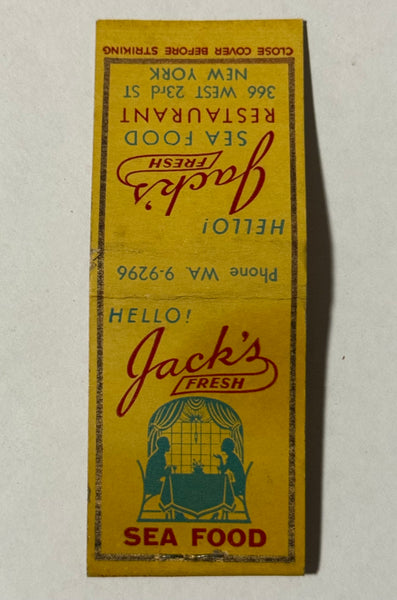 HELLO!
Jack's
FRESH
SEA FOOD
Phone WA 9-9296
HELLO!
Jack's
FRESH
SEA FOOD
RESTAURANT
366 WEST 23rd ST
NEW YORK
CLOSE COVER BEFORE STRIKING